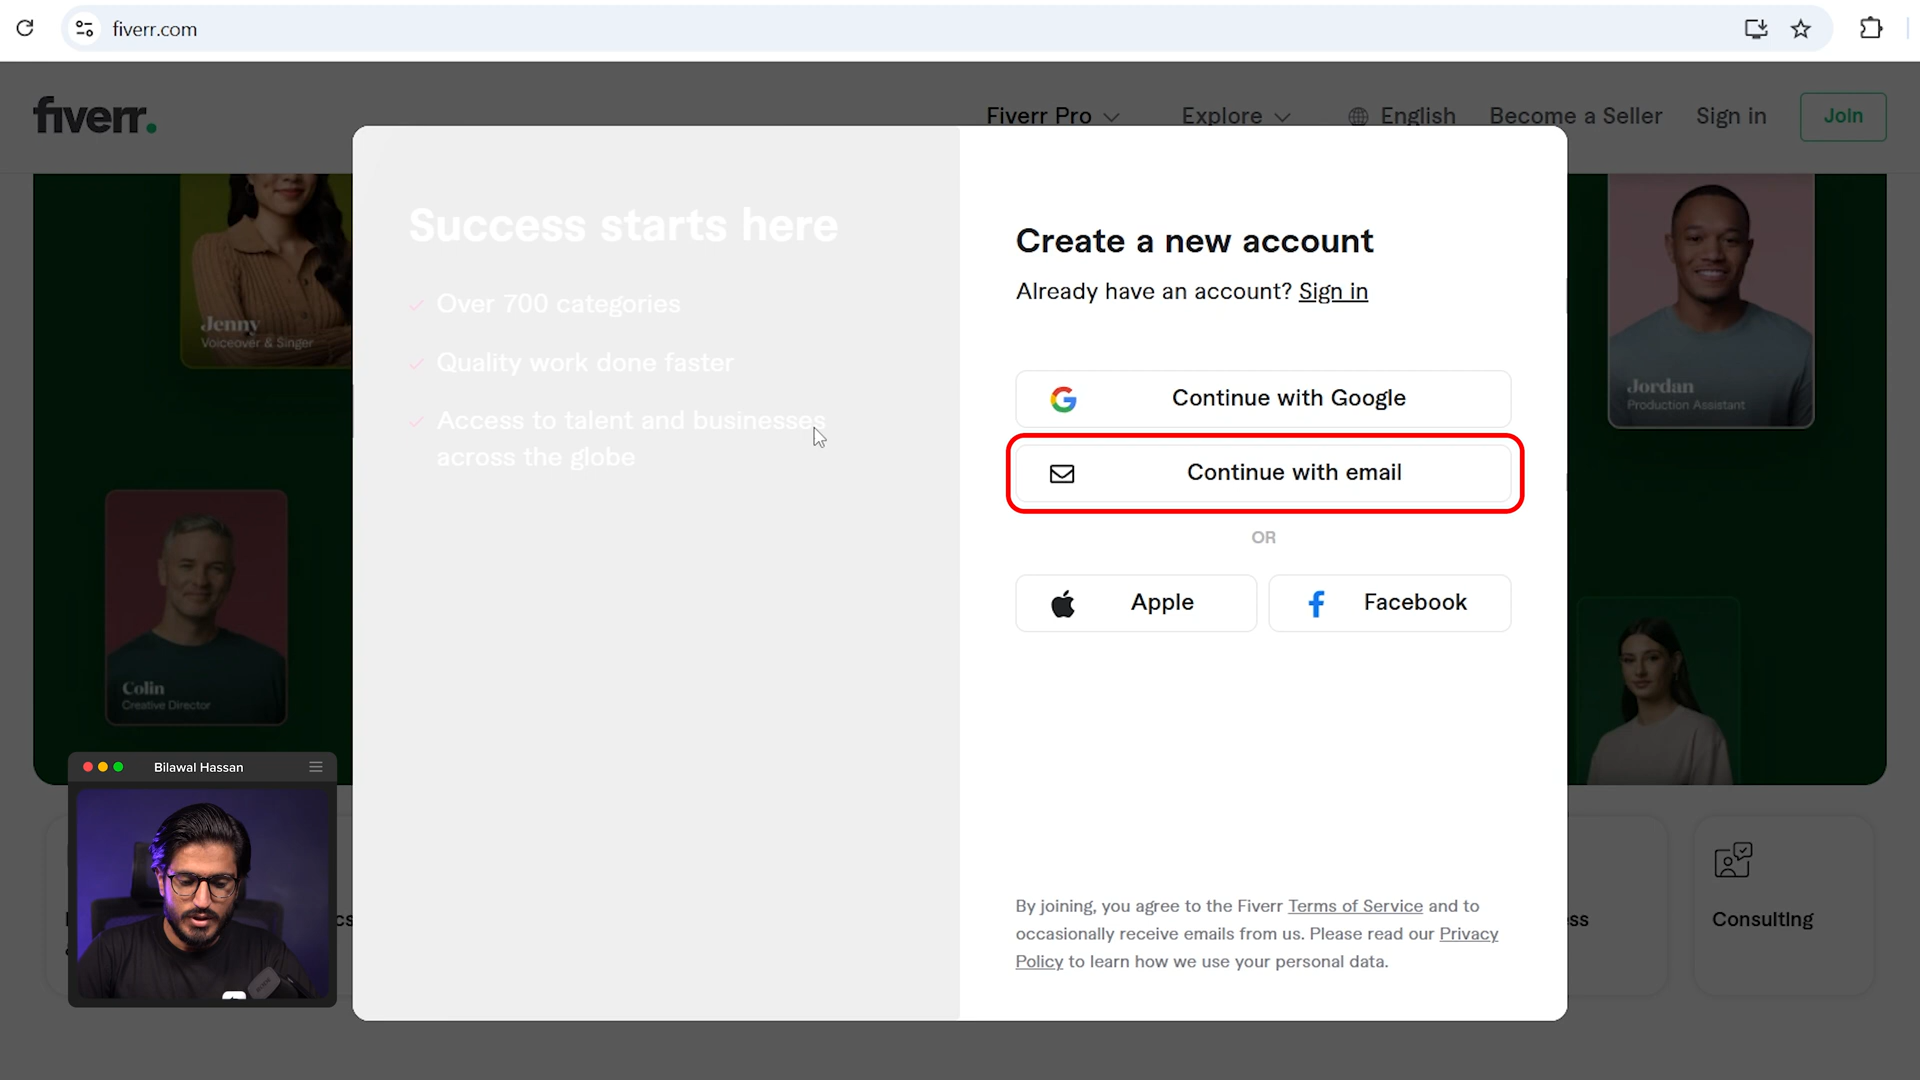 fiverr.com
fiverr.
Fiverr Pro
Explore
English
Become a Seller
Sign in
Join
Jenny
Voiceover & Singer
Colin
Creative Director
Jordan
Production Assistant
Success starts here
Over 700 categories
Quality work done faster
Access to talent and businesses
across the globe
Create a new account
Already have an account? Sign in
Continue with Google
Continue with email
OR
Apple
Facebook
By joining, you agree to the Fiverr Terms of Service and to
occasionally receive emails from us. Please read our Privacy
Policy to learn how we use your personal data.
Bilawal Hassan
Consulting